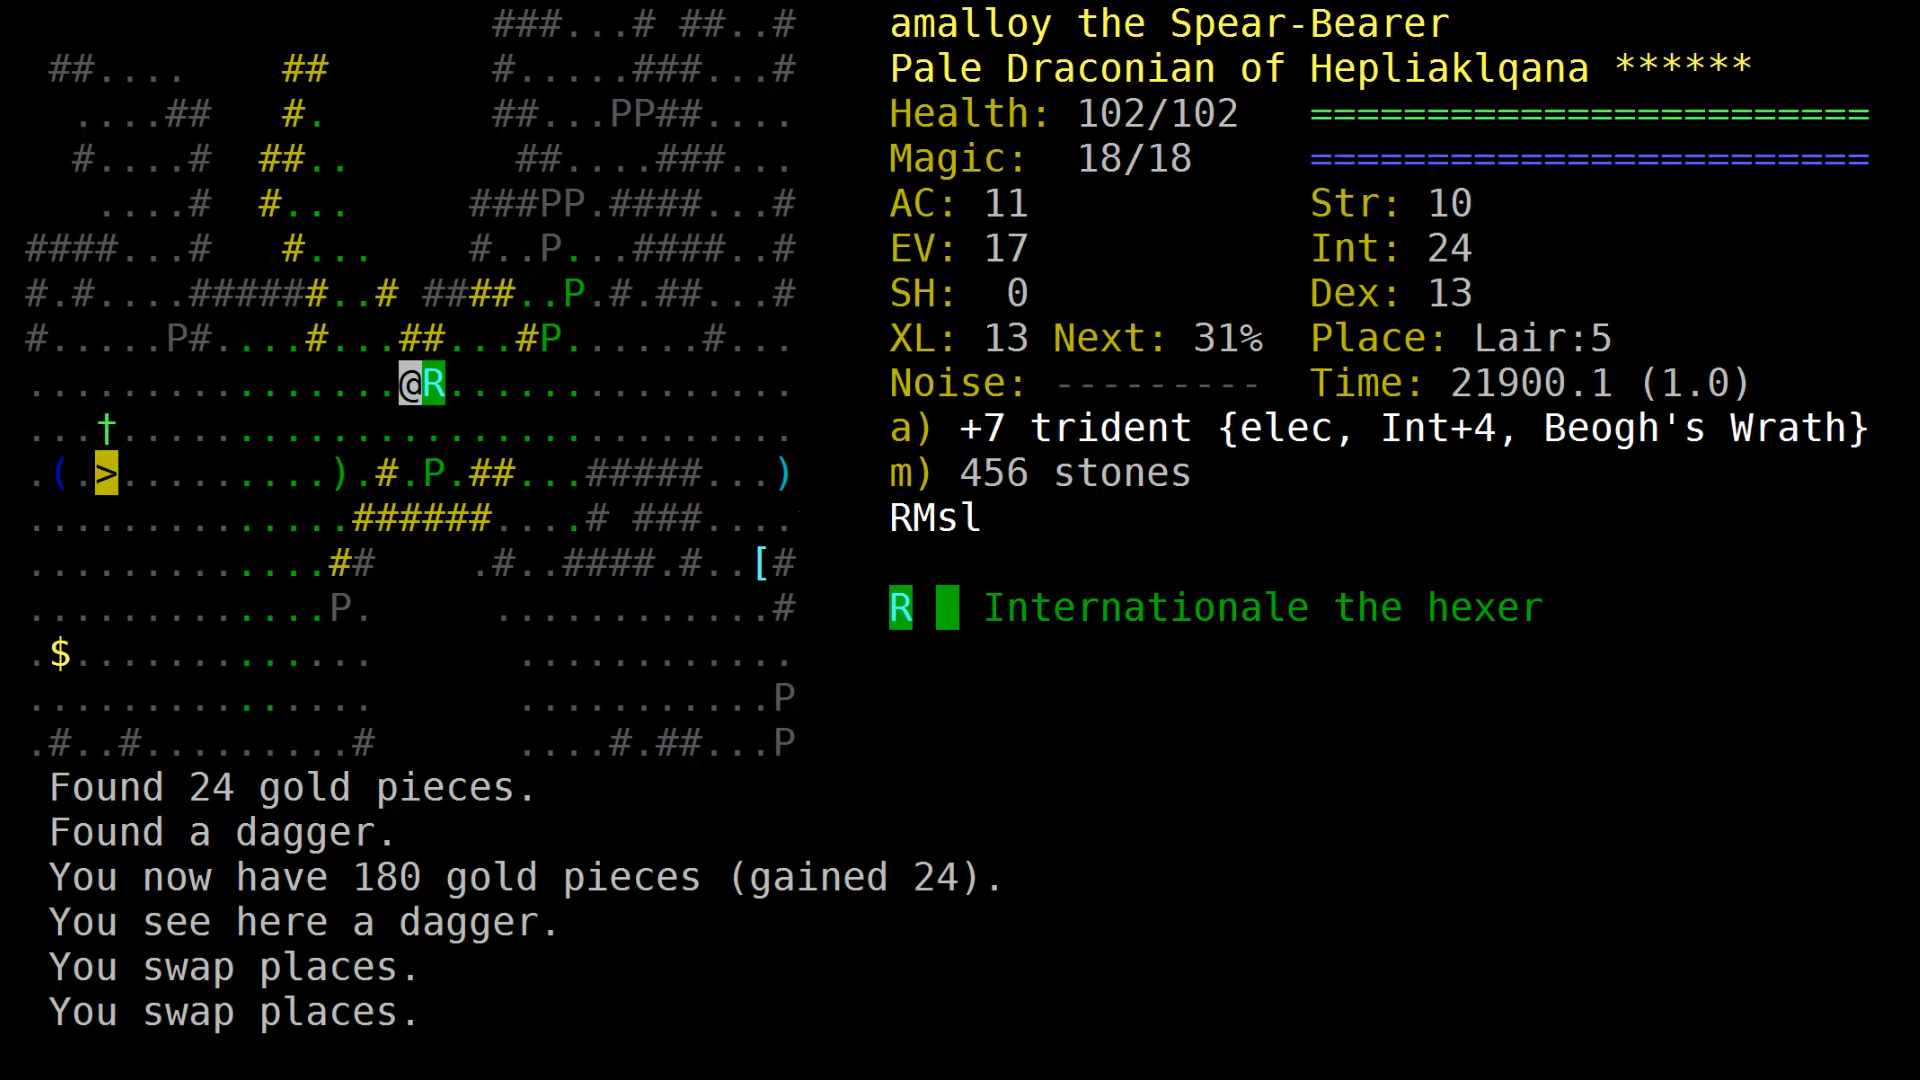 ###...#·##..#
 ##....    ##       #.....###...#
  ....##   #.       ##...PP##....
  #....#  ##..       ##....###...
   ....#  #...     ###PP.####...#
####...#   #...    #..P...####..#
#.#....######..# ####..P.#.##...#
#.....P#....#...##...#P......#...
................@R...............
...†.............................
.(.>.........).#.P.##...#####...)
..............######....# ###....
.............##    .#..####.#..[#
.............P.     ............#
.$.............      ............
...............      ...........P
.#..#.........#      ....#.##...P
amalloy the Spear-Bearer
Pale Draconian of Hepliaklqana ******
Health: 102/102 ========================
Magic: 18/18 ========================
AC: 11 Str: 10
EV: 17 Int: 24
SH: 0 Dex: 13
XL: 13 Next: 31% Place: Lair:5
Noise: --------- Time: 21900.1 (1.0)
a) +7 trident {elec, Int+4, Beogh's Wrath}
m) 456 stones
RMsl
R Internationale the hexer
Found 24 gold pieces.
Found a dagger.
You now have 180 gold pieces (gained 24).
You see here a dagger.
You swap places.
You swap places.